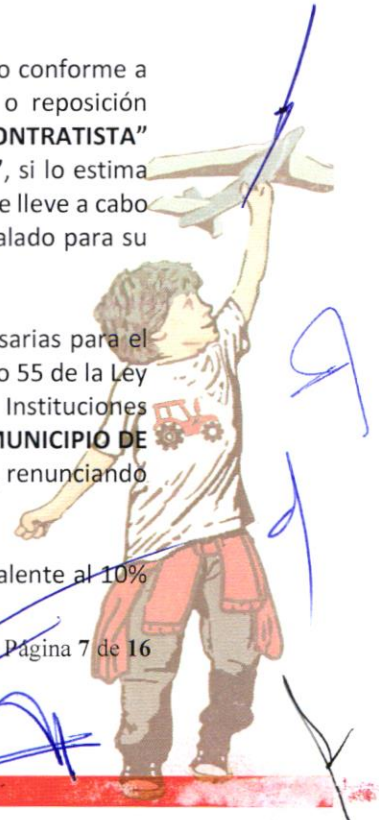 o conforme a
o reposición
ONTRATISTA”
, si lo estima
e lleve a cabo
alado para su
sarias para el
o 55 de la Ley
Instituciones
MUNICIPIO DE
renunciando
alente al 10%
Página 7 de 16